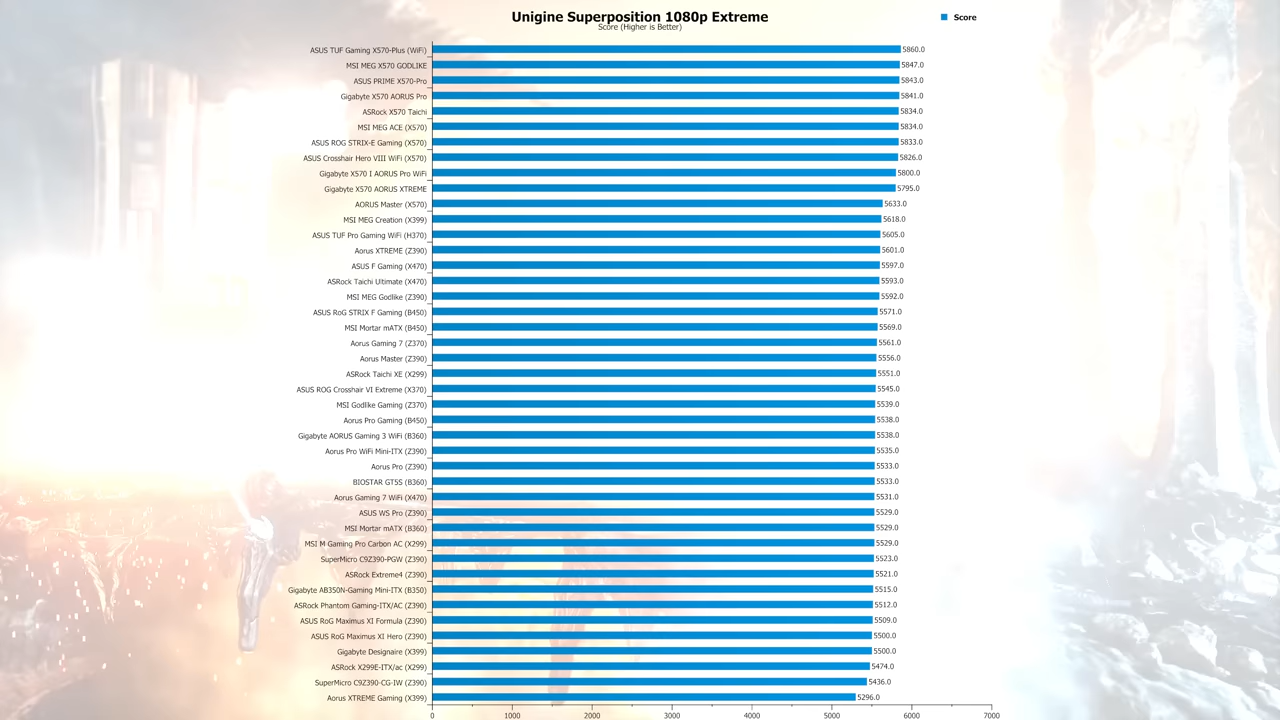 Unigine Superposition 1080p Extreme
Score (Higher is Better)
Score
ASUS TUF Gaming X570-Plus (WiFi) 5860.0
MSI MEG X570 GODLIKE 5847.0
ASUS PRIME X570-Pro 5843.0
Gigabyte X570 AORUS Pro 5841.0
ASRock X570 Taichi 5834.0
MSI MEG ACE (X570) 5834.0
ASUS ROG STRIX-E Gaming (X570) 5833.0
ASUS Crosshair Hero VIII WiFi (X570) 5826.0
Gigabyte X570 I AORUS Pro WiFi 5800.0
Gigabyte X570 AORUS XTREME 5795.0
AORUS Master (X570) 5633.0
MSI MEG Creation (X399) 5618.0
ASUS TUF Pro Gaming WiFi (H370) 5605.0
Aorus XTREME (Z390) 5601.0
ASUS F Gaming (X470) 5597.0
ASRock Taichi Ultimate (X470) 5593.0
MSI MEG Godlike (Z390) 5592.0
ASUS RoG STRIX F Gaming (B450) 5571.0
MSI Mortar mATX (B450) 5569.0
Aorus Gaming 7 (Z370) 5561.0
Aorus Master (Z390) 5556.0
ASRock Taichi XE (X299) 5551.0
ASUS ROG Crosshair VI Extreme (X370) 5545.0
MSI Godlike Gaming (Z370) 5539.0
Aorus Pro Gaming (B450) 5538.0
Gigabyte AORUS Gaming 3 WiFi (B360) 5538.0
Aorus Pro WiFi Mini-ITX (Z390) 5535.0
Aorus Pro (Z390) 5533.0
BIOSTAR GT5S (B360) 5533.0
Aorus Gaming 7 WiFi (X470) 5531.0
ASUS WS Pro (Z390) 5529.0
MSI Mortar mATX (B360) 5529.0
MSI M Gaming Pro Carbon AC (X299) 5529.0
SuperMicro C9Z390-PGW (Z390) 5523.0
ASRock Extreme4 (Z390) 5521.0
Gigabyte AB350N-Gaming Mini-ITX (B350) 5515.0
ASRock Phantom Gaming-ITX/AC (Z390) 5512.0
ASUS RoG Maximus XI Formula (Z390) 5509.0
ASUS RoG Maximus XI Hero (Z390) 5500.0
Gigabyte Designaire (X399) 5500.0
ASRock X299E-ITX/ac (X299) 5474.0
SuperMicro C9Z390-CG-IW (Z390) 5436.0
Aorus XTREME Gaming (X399) 5296.0
0 1000 2000 3000 4000 5000 6000 7000